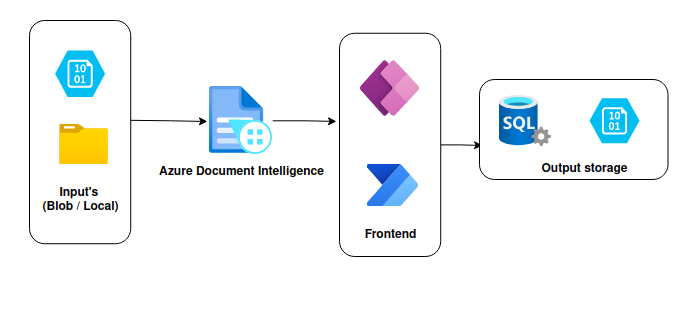 10
01
Input's
(Blob / Local)
Azure Document Intelligence
Frontend
SQL
10
01
Output storage